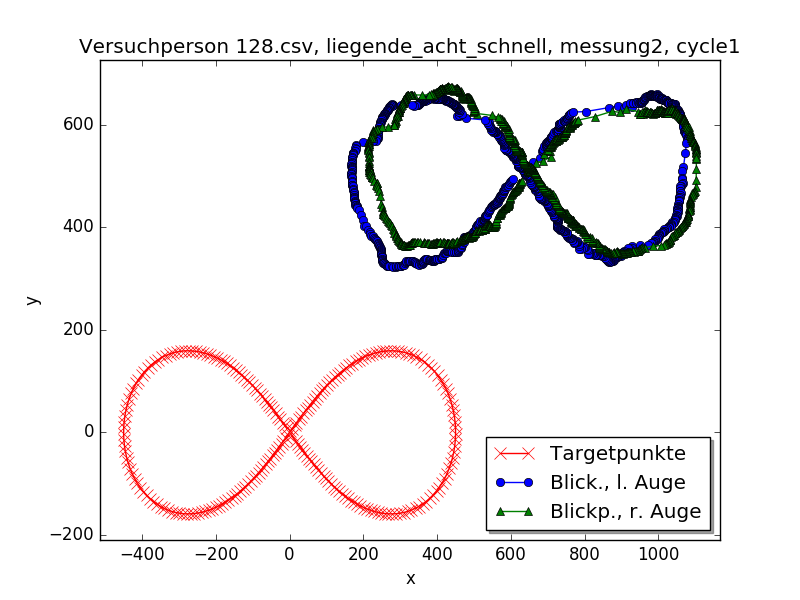 Versuchperson 128.csv, liegende_acht_schnell, messung2, cycle1
600
400
y
200
0
−200
Targetpunkte
Blick., l. Auge
Blickp., r. Auge
−400 −200 0 200 400 600 800 1000
x